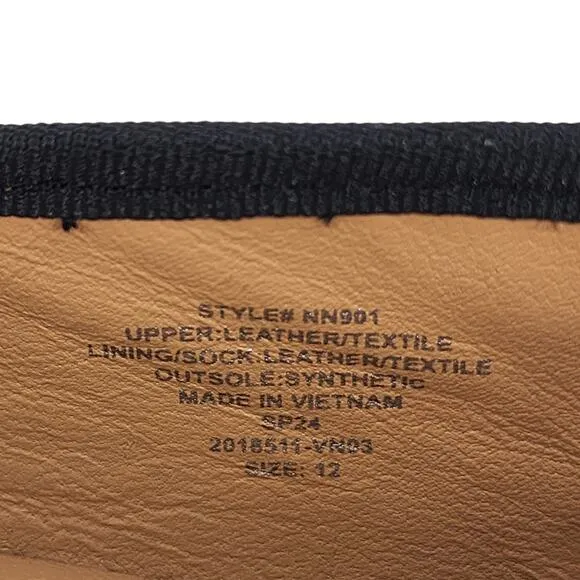 STYLE# NN901
UPPER:LEATHER/TEXTILE
LINING/SOCK:LEATHER/TEXTILE
OUTSOLE:SYNTHETIC
MADE IN VIETNAM
SP24
2018511-VN03
SIZE: 12